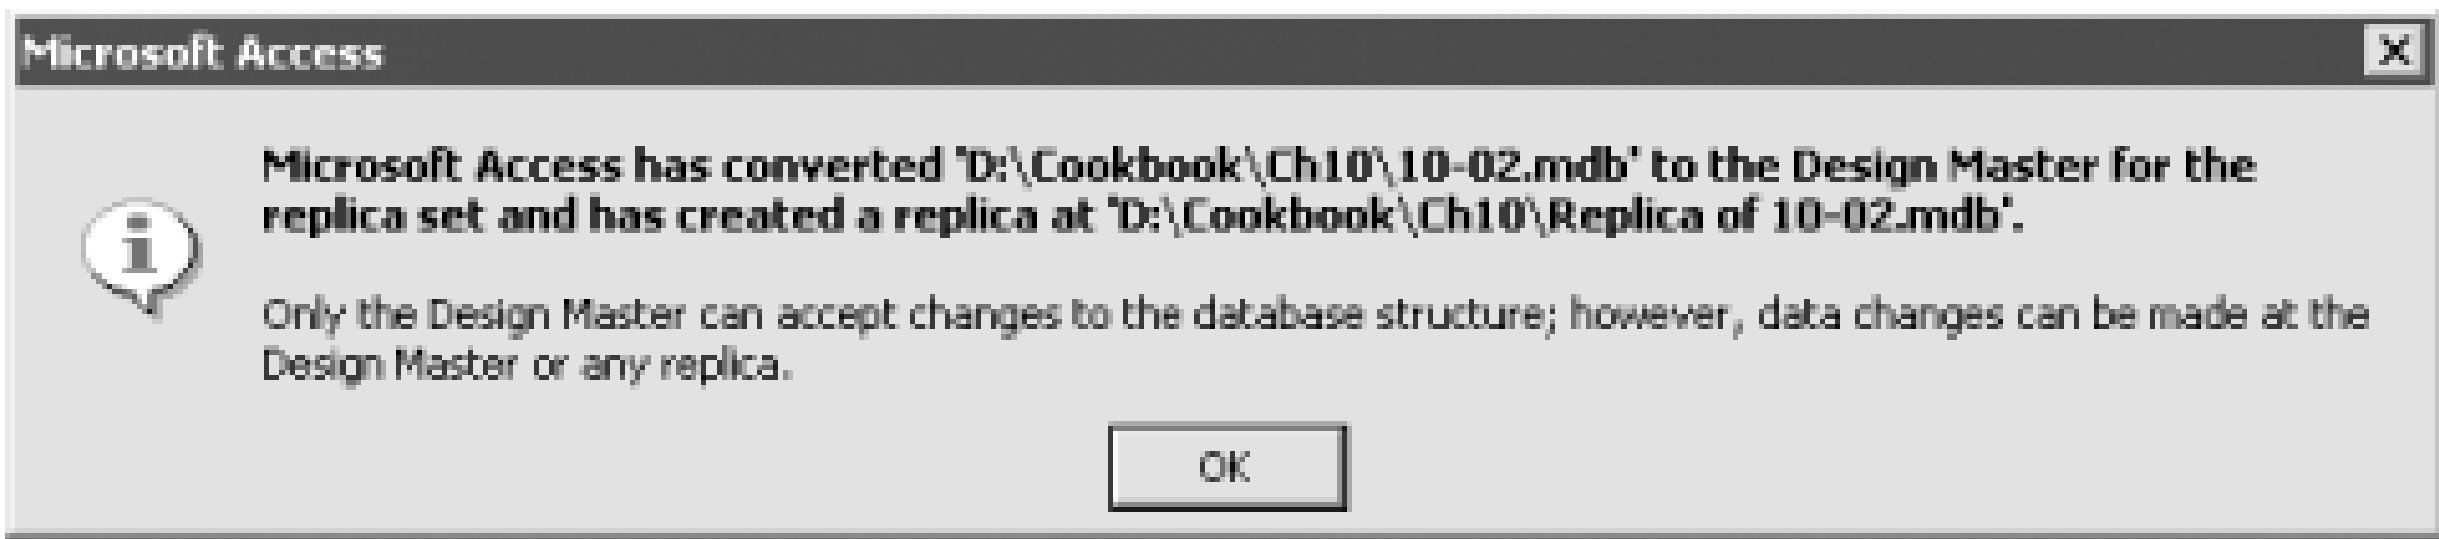 Microsoft Access
Microsoft Access has converted 'D:\Cookbook\Ch10\10-02.mdb' to the Design Master for the
replica set and has created a replica at 'D:\Cookbook\Ch10\Replica of 10-02.mdb'.
Only the Design Master can accept changes to the database structure; however, data changes can be made at the
Design Master or any replica.
OK